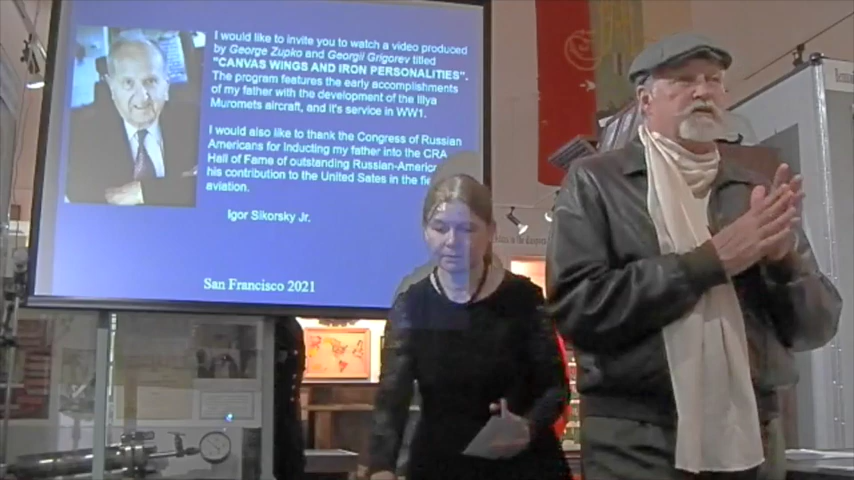 I would like to invite you to watch a video produced
by George Zupko and Georgii Grigorev titled
"CANVAS WINGS AND IRON PERSONALITIES".
The program features the early accomplishments
of my father with the development of the Illya
Muromets aircraft, and it's service in WW1.
I would also like to thank the Congress of Russian
Americans for inducting my father into the CRA
Hall of Fame of outstanding Russian-Americ
his contribution to the United Sates in the fie
aviation.
Igor Sikorsky Jr.
San Francisco 2021